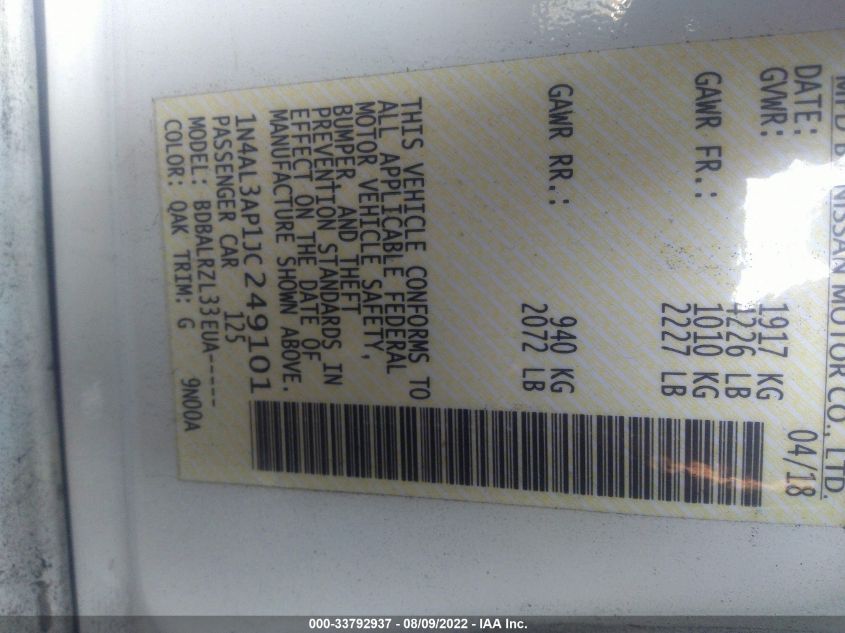 MFD BY NISSAN MOTOR CO., LTD.
DATE: 04/18
GVWR: 1917 KG
4226 LB
GAWR FR.: 1010 KG
2227 LB
GAWR RR.: 940 KG
2072 LB
THIS VEHICLE CONFORMS TO
ALL APPLICABLE FEDERAL
MOTOR VEHICLE SAFETY,
BUMPER, AND THEFT
PREVENTION STANDARDS IN
EFFECT ON THE DATE OF
MANUFACTURE SHOWN ABOVE.
1N4AL3AP1JC249101
PASSENGER CAR 125
MODEL: BDBALRZL33EUA-----
COLOR: QAK TRIM: G 9N00A
000-33792937 - 08/09/2022 - IAA Inc.